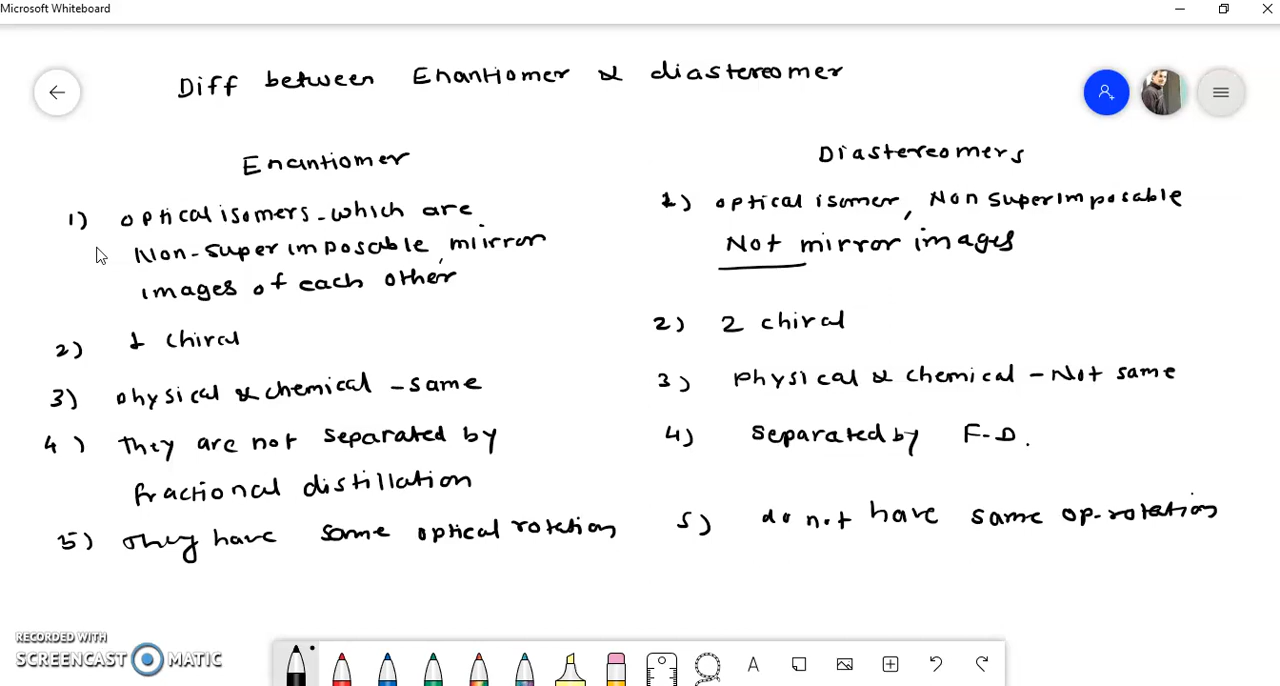 Microsoft Whiteboard
Diff between Enantiomer & diastereomer
Enantiomer
1) optical isomers - which are
Non-superimposable, mirror
images of each other
2) 1 chiral
3) physical & chemical - same
4) They are not separated by
fractional distillation
5) They have same optical rotation
Diastereomers
1) optical isomer, Non superimposable
Not mirror images
2) 2 chiral
3) physical & chemical - Not same
4) separated by F-D.
5) do not have same op-rotation
RECORDED WITH
SCREENCAST MATIC
A